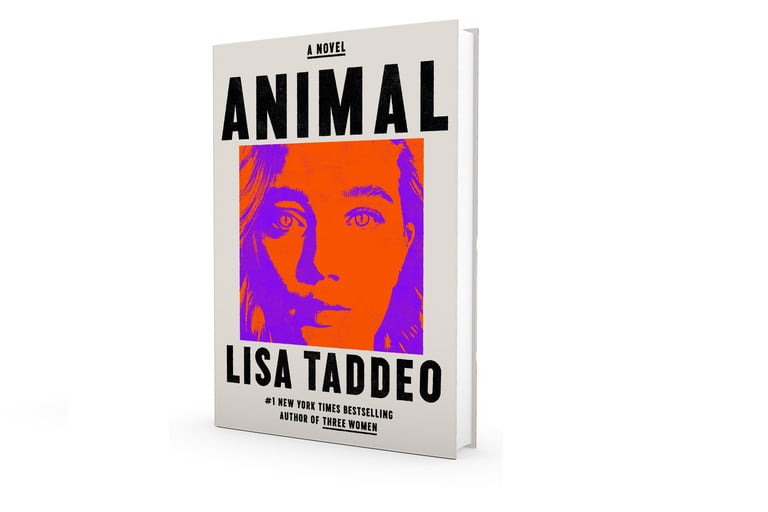 A NOVEL
ANIMAL
LISA TADDEO
#1 NEW YORK TIMES BESTSELLING
AUTHOR OF THREE WOMEN